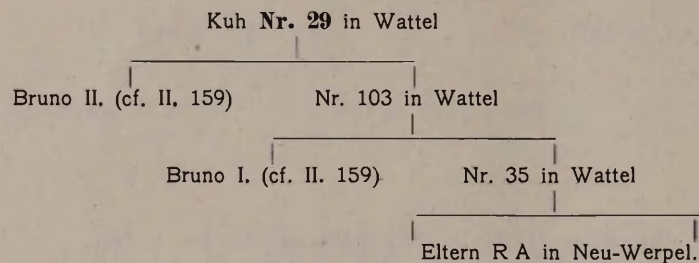 Kuh Nr. 29 in Wattel
Bruno II. (cf. II. 159) Nr. 103 in Wattel
Bruno I. (cf. II. 159) Nr. 35 in Wattel
Eltern R A in Neu-Werpel.